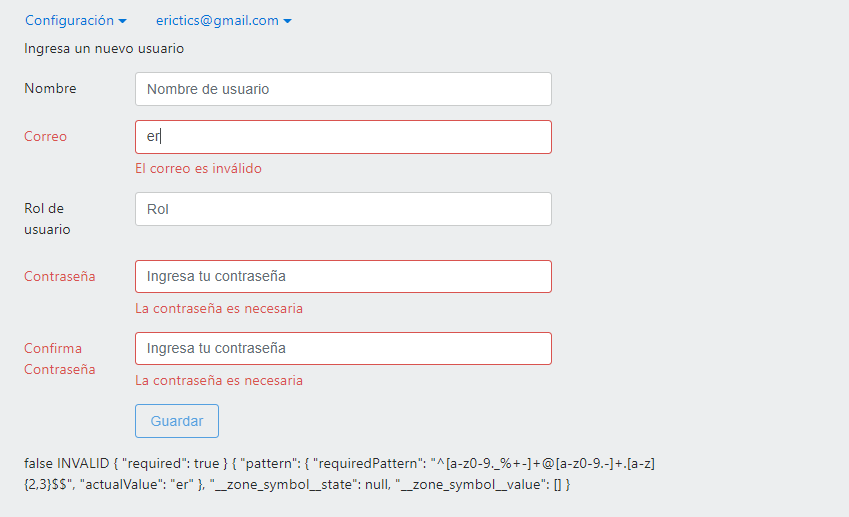 Configuración erictics@gmail.com
Ingresa un nuevo usuario
Nombre Nombre de usuario
Correo er
El correo es inválido
Rol de
usuario
Rol
Contraseña Ingresa tu contraseña
La contraseña es necesaria
Confirma
Contraseña
Ingresa tu contraseña
La contraseña es necesaria
Guardar
false INVALID { "required": true } { "pattern": { "requiredPattern": "^[a-z0-9._%+-]+@[a-z0-9.-]+.[a-z]
{2,3}$$", "actualValue": "er" }, "__zone_symbol__state": null, "__zone_symbol__value": [] }